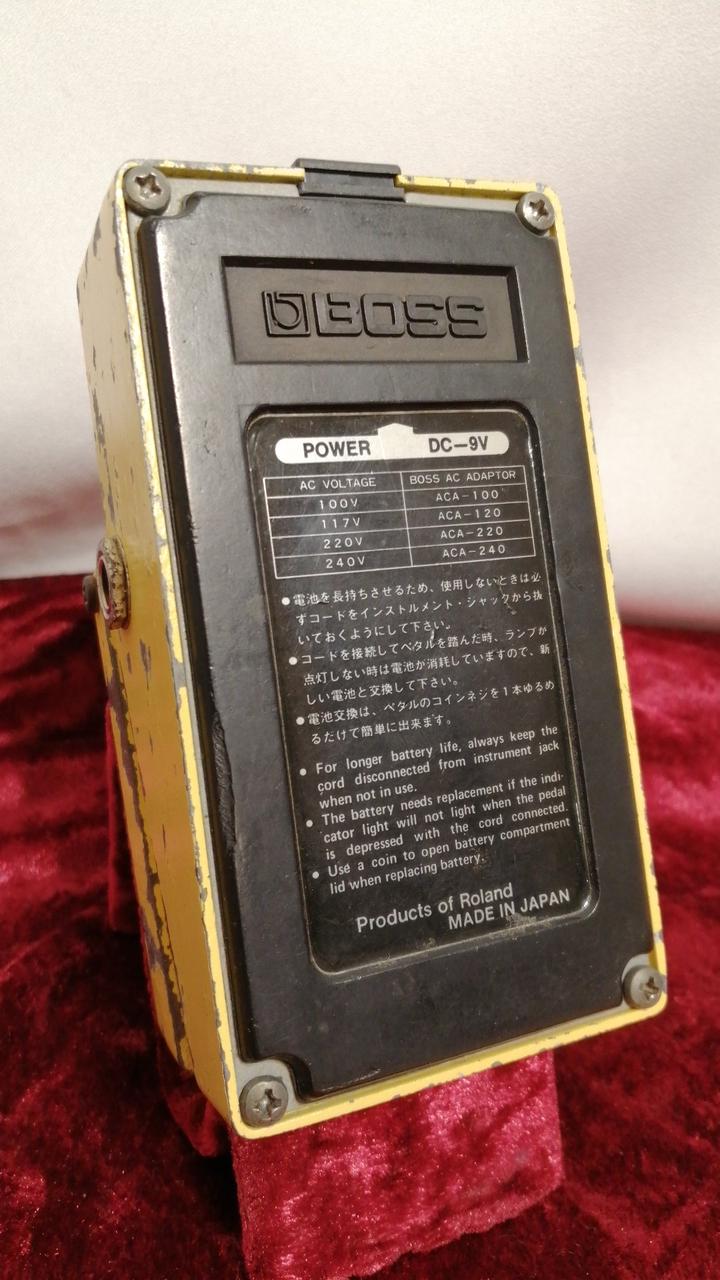 BOSS
POWER DC-9V
AC VOLTAGE BOSS AC ADAPTOR
100V ACA-100
117V ACA-120
220V ACA-220
240V ACA-240
●電池を長持ちさせるため、使用しないときは必
ずコードをインストルメント・ジャックから抜
いておくようにして下さい。
●コードを接続してペタルを踏んだ時、ランプが
点灯しない時は電池が消耗していますので、新
しい電池と交換して下さい。
●電池交換は、ペタルのコインネジを1本ゆるめ
るだけで簡単に出来ます。
● For longer battery life, always keep the
cord disconnected from instrument jack
when not in use.
● The battery needs replacement if the indi-
cator light will not light when the pedal
is depressed with the cord connected.
● Use a coin to open battery compartment
lid when replacing battery.
Products of Roland
MADE IN JAPAN